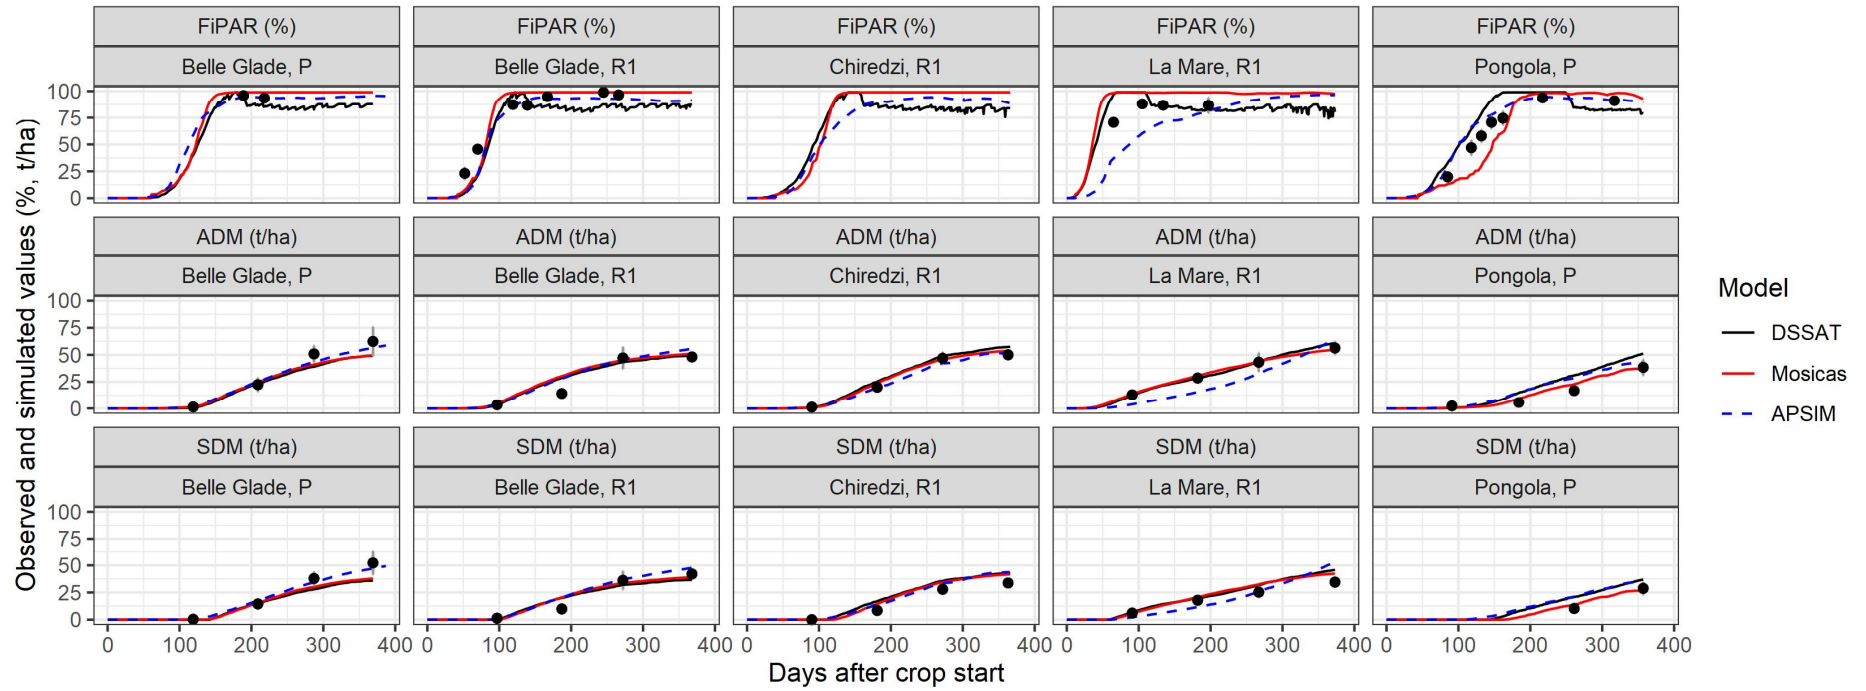 FiPAR (%) FiPAR (%) FiPAR (%) FiPAR (%) FiPAR (%)
Belle Glade, P Belle Glade, R1 Chiredzi, R1 La Mare, R1 Pongola, P
100
75
50
25
0
ADM (t/ha) ADM (t/ha) ADM (t/ha) ADM (t/ha) ADM (t/ha)
Belle Glade, P Belle Glade, R1 Chiredzi, R1 La Mare, R1 Pongola, P
100
75
50
25
0
SDM (t/ha) SDM (t/ha) SDM (t/ha) SDM (t/ha) SDM (t/ha)
Belle Glade, P Belle Glade, R1 Chiredzi, R1 La Mare, R1 Pongola, P
100
75
50
25
0
0 100 200 300 400 0 100 200 300 400 0 100 200 300 400 0 100 200 300 400 0 100 200 300 400
Days after crop start
Observed and simulated values (%, t/ha)
Model
DSSAT
Mosicas
APSIM